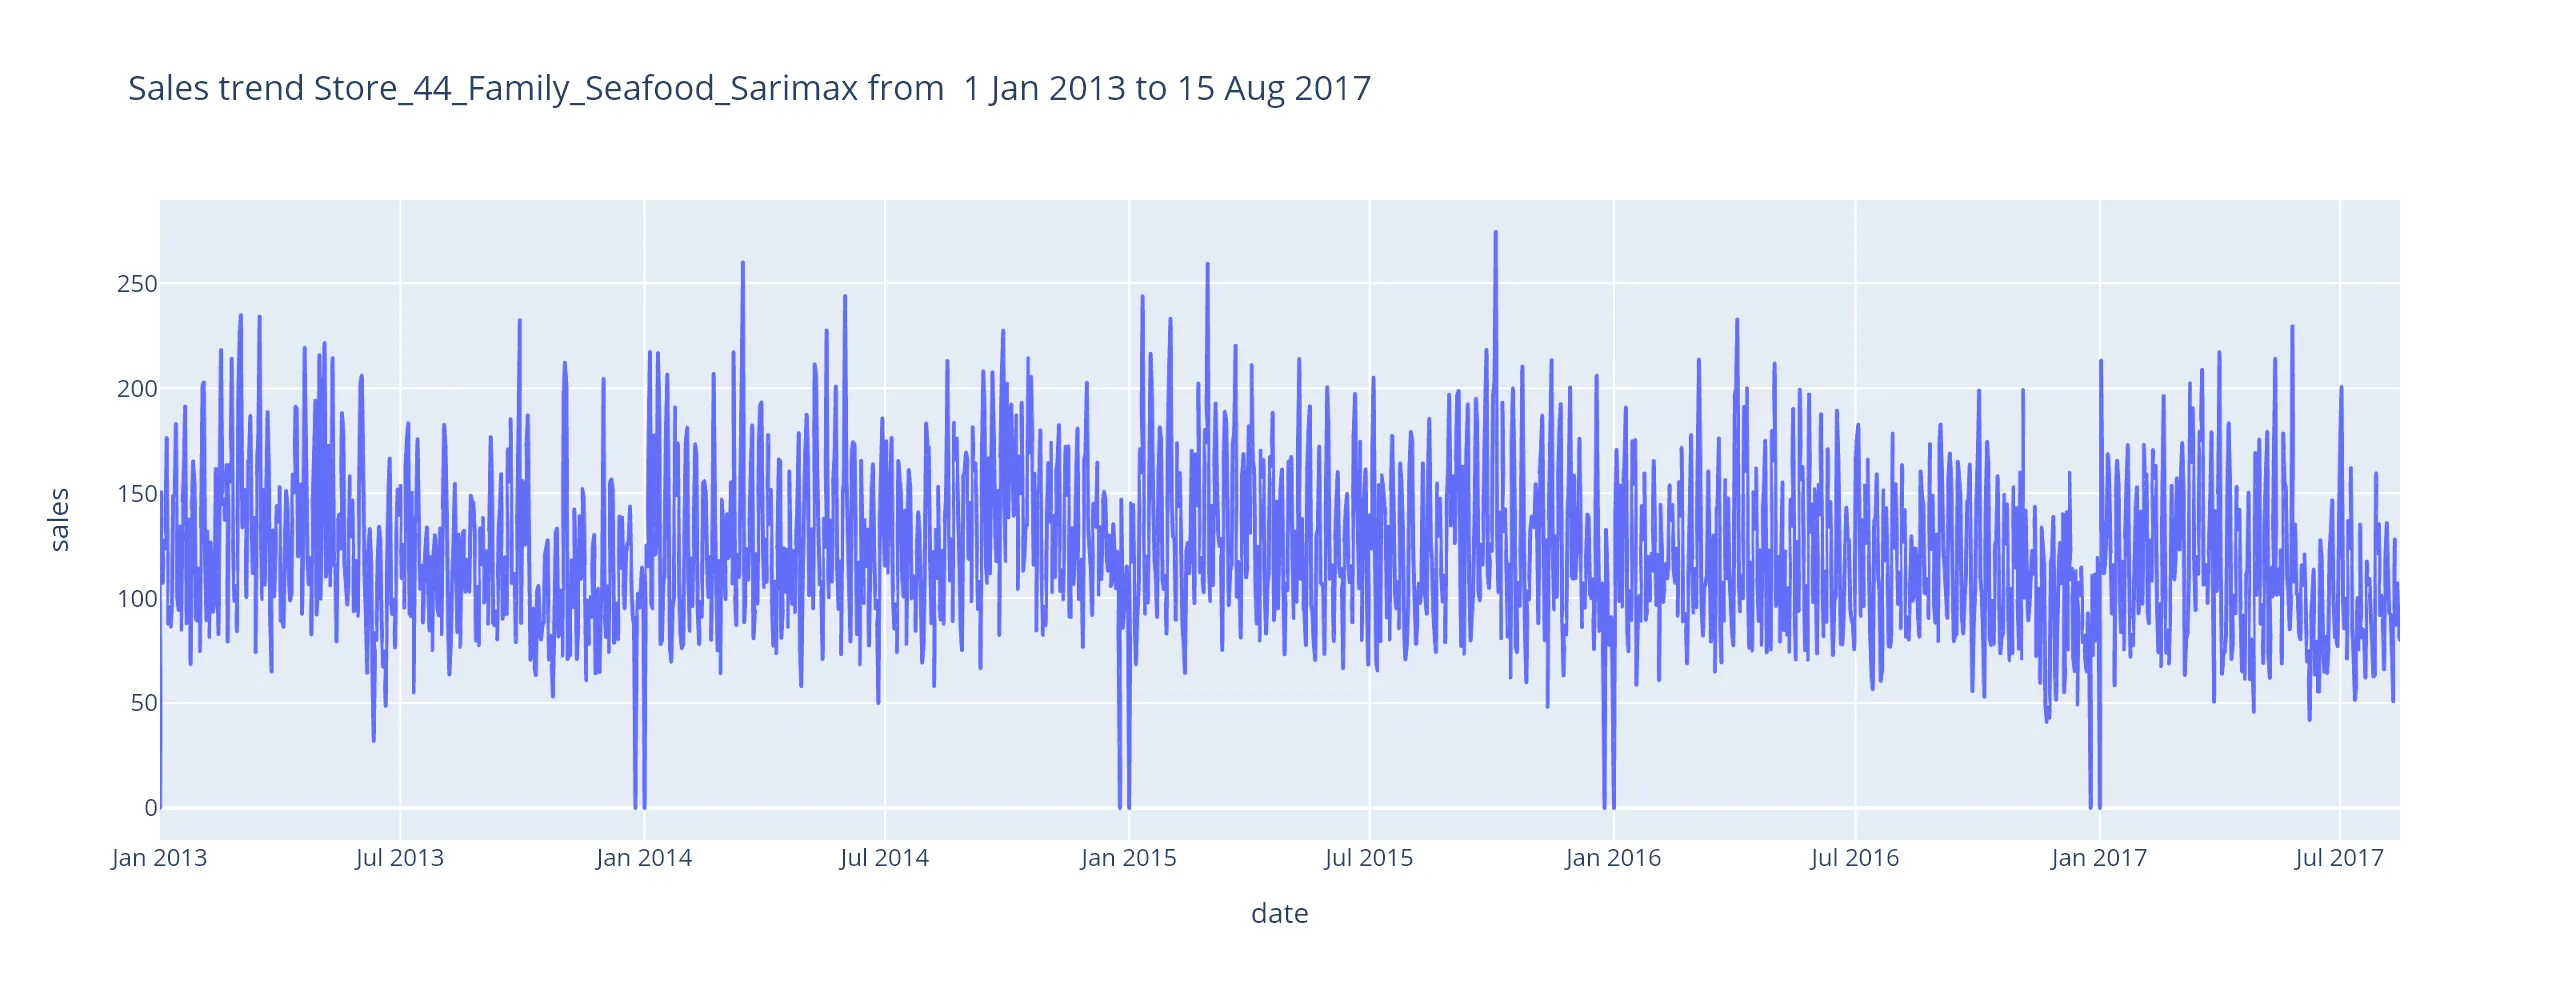 Sales trend Store_44_Family_Seafood_Sarimax from  1 Jan 2013 to 15 Aug 2017
250
200
150
100
50
0
sales
Jan 2013 Jul 2013 Jan 2014 Jul 2014 Jan 2015 Jul 2015 Jan 2016 Jul 2016 Jan 2017 Jul 2017
date